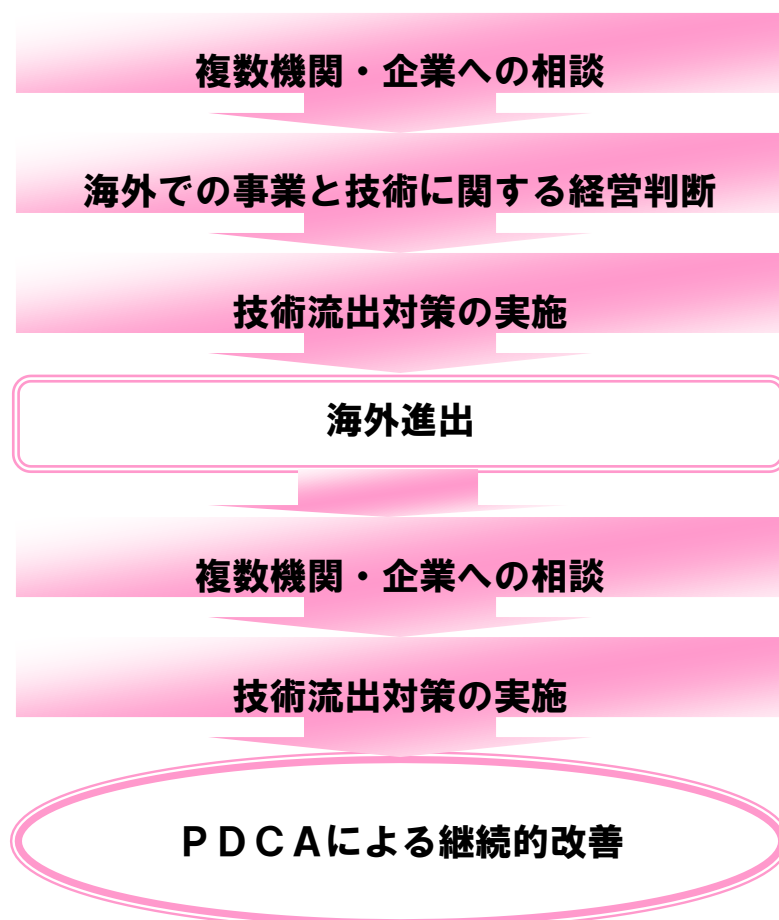 複数機関・企業への相談
海外での事業と技術に関する経営判断
技術流出対策の実施
海外進出
複数機関・企業への相談
技術流出対策の実施
ＰＤＣＡによる継続的改善